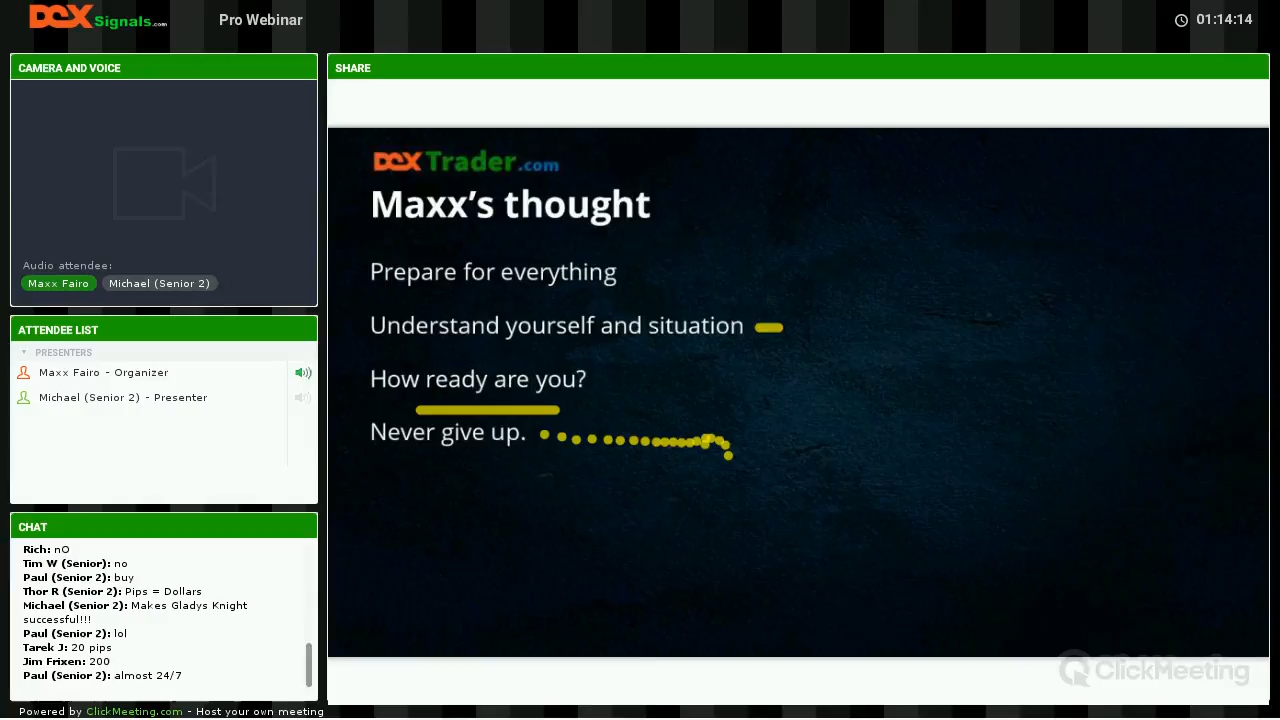 DEX Signals.com
Pro Webinar
01:14:14
CAMERA AND VOICE
Audio attendee:
Maxx Fairo
Michael (Senior 2)
ATTENDEE LIST
PRESENTERS
Maxx Fairo - Organizer
Michael (Senior 2) - Presenter
CHAT
Rich: nO
Tim W (Senior): no
Paul (Senior 2): buy
Thor R (Senior 2): Pips = Dollars
Michael (Senior 2): Makes Gladys Knight
successful!!!
Paul (Senior 2): lol
Tarek J: 20 pips
Jim Frixen: 200
Paul (Senior 2): almost 24/7
Powered by ClickMeeting.com - Host your own meeting
SHARE
DEX Trader.com
Maxx's thought
Prepare for everything
Understand yourself and situation
How ready are you?
Never give up.
ClickMeeting